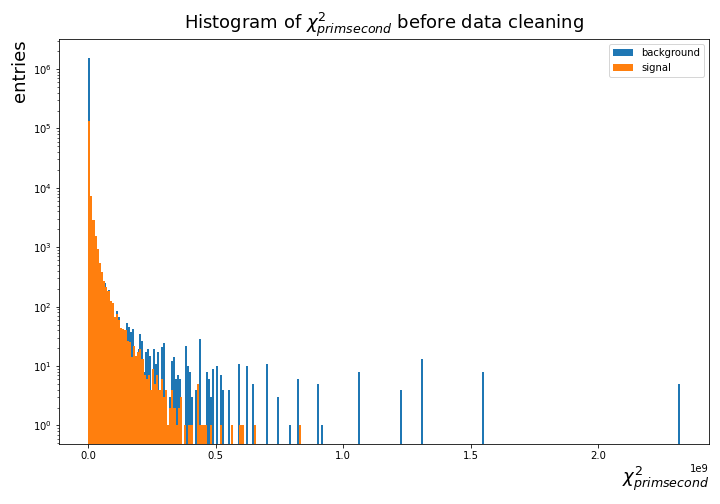 Histogram of χ²primsecond before data cleaning
entries
background
signal
10⁶
10⁵
10⁴
10³
10²
10¹
10⁰
0.0 0.5 1.0 1.5 2.0
1e9
χ²primsecond